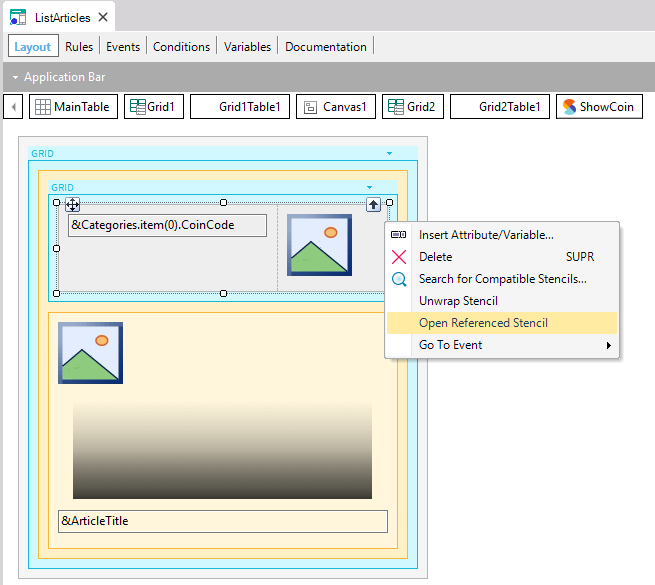 ListArticles
Layout Rules Events Conditions Variables Documentation
Application Bar
MainTable Grid1 Grid1Table1 Canvas1 Grid2 Grid2Table1 ShowCoin
GRID
GRID
&Categories.item(0).CoinCode
Insert Attribute/Variable...
Delete SUPR
Search for Compatible Stencils...
Unwrap Stencil
Open Referenced Stencil
Go To Event
&ArticleTitle